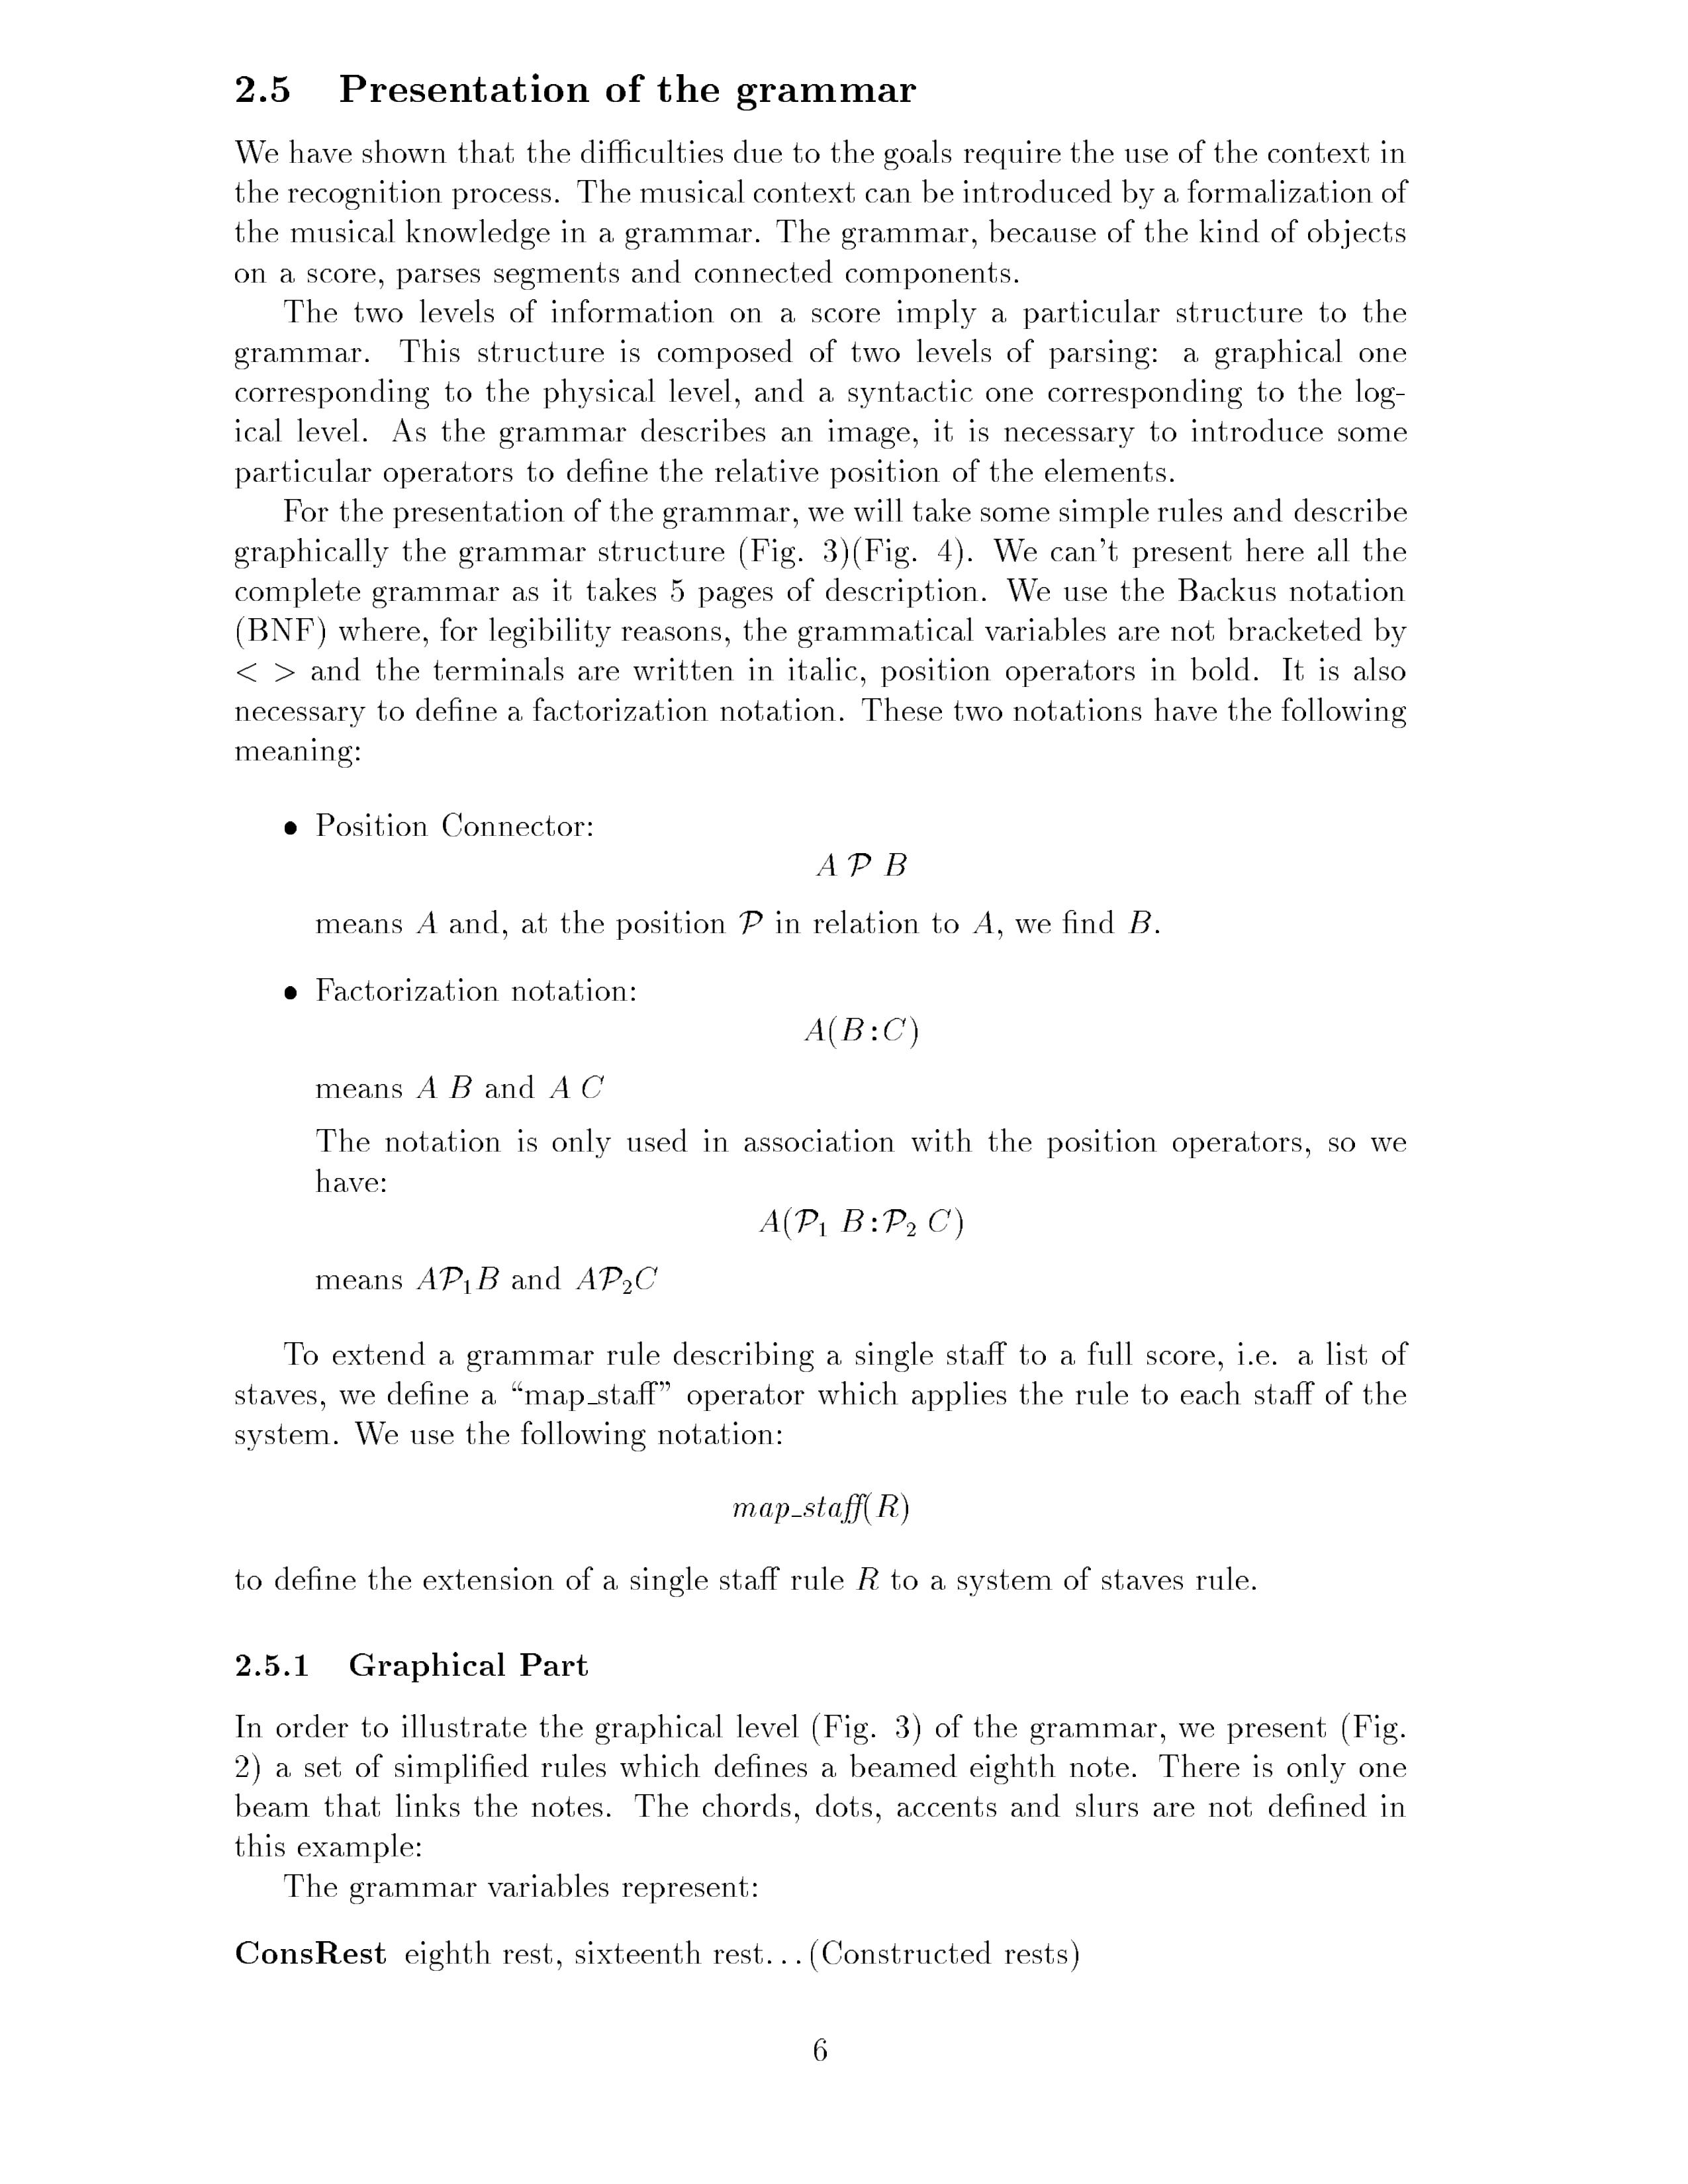 2.5 Presentation of the grammar
We have shown that the difficulties due to the goals require the use of the context in
the recognition process. The musical context can be introduced by a formalization of
the musical knowledge in a grammar. The grammar, because of the kind of objects
on a score, parses segments and connected components.
The two levels of information on a score imply a particular structure to the
grammar. This structure is composed of two levels of parsing: a graphical one
corresponding to the physical level, and a syntactic one corresponding to the log-
ical level. As the grammar describes an image, it is necessary to introduce some
particular operators to define the relative position of the elements.
For the presentation of the grammar, we will take some simple rules and describe
graphically the grammar structure (Fig. 3)(Fig. 4). We can't present here all the
complete grammar as it takes 5 pages of description. We use the Backus notation
(BNF) where, for legibility reasons, the grammatical variables are not bracketed by
< > and the terminals are written in italic, position operators in bold. It is also
necessary to define a factorization notation. These two notations have the following
meaning:
• Position Connector:
A 𝒫 B
means A and, at the position 𝒫 in relation to A, we find B.
• Factorization notation:
A(B:C)
means A B and A C
The notation is only used in association with the position operators, so we
have:
A(𝒫₁ B:𝒫₂ C)
means A𝒫₁B and A𝒫₂C
To extend a grammar rule describing a single staff to a full score, i.e. a list of
staves, we define a “map_staff” operator which applies the rule to each staff of the
system. We use the following notation:
map_staff(R)
to define the extension of a single staff rule R to a system of staves rule.
2.5.1 Graphical Part
In order to illustrate the graphical level (Fig. 3) of the grammar, we present (Fig.
2) a set of simplified rules which defines a beamed eighth note. There is only one
beam that links the notes. The chords, dots, accents and slurs are not defined in
this example:
The grammar variables represent:
ConsRest eighth rest, sixteenth rest...(Constructed rests)
6